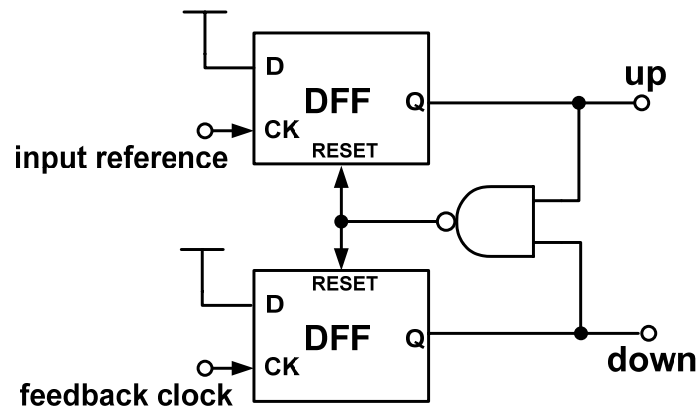 D
DFF
Q
up
CK
input reference
RESET
RESET
D
DFF
Q
CK
down
feedback clock